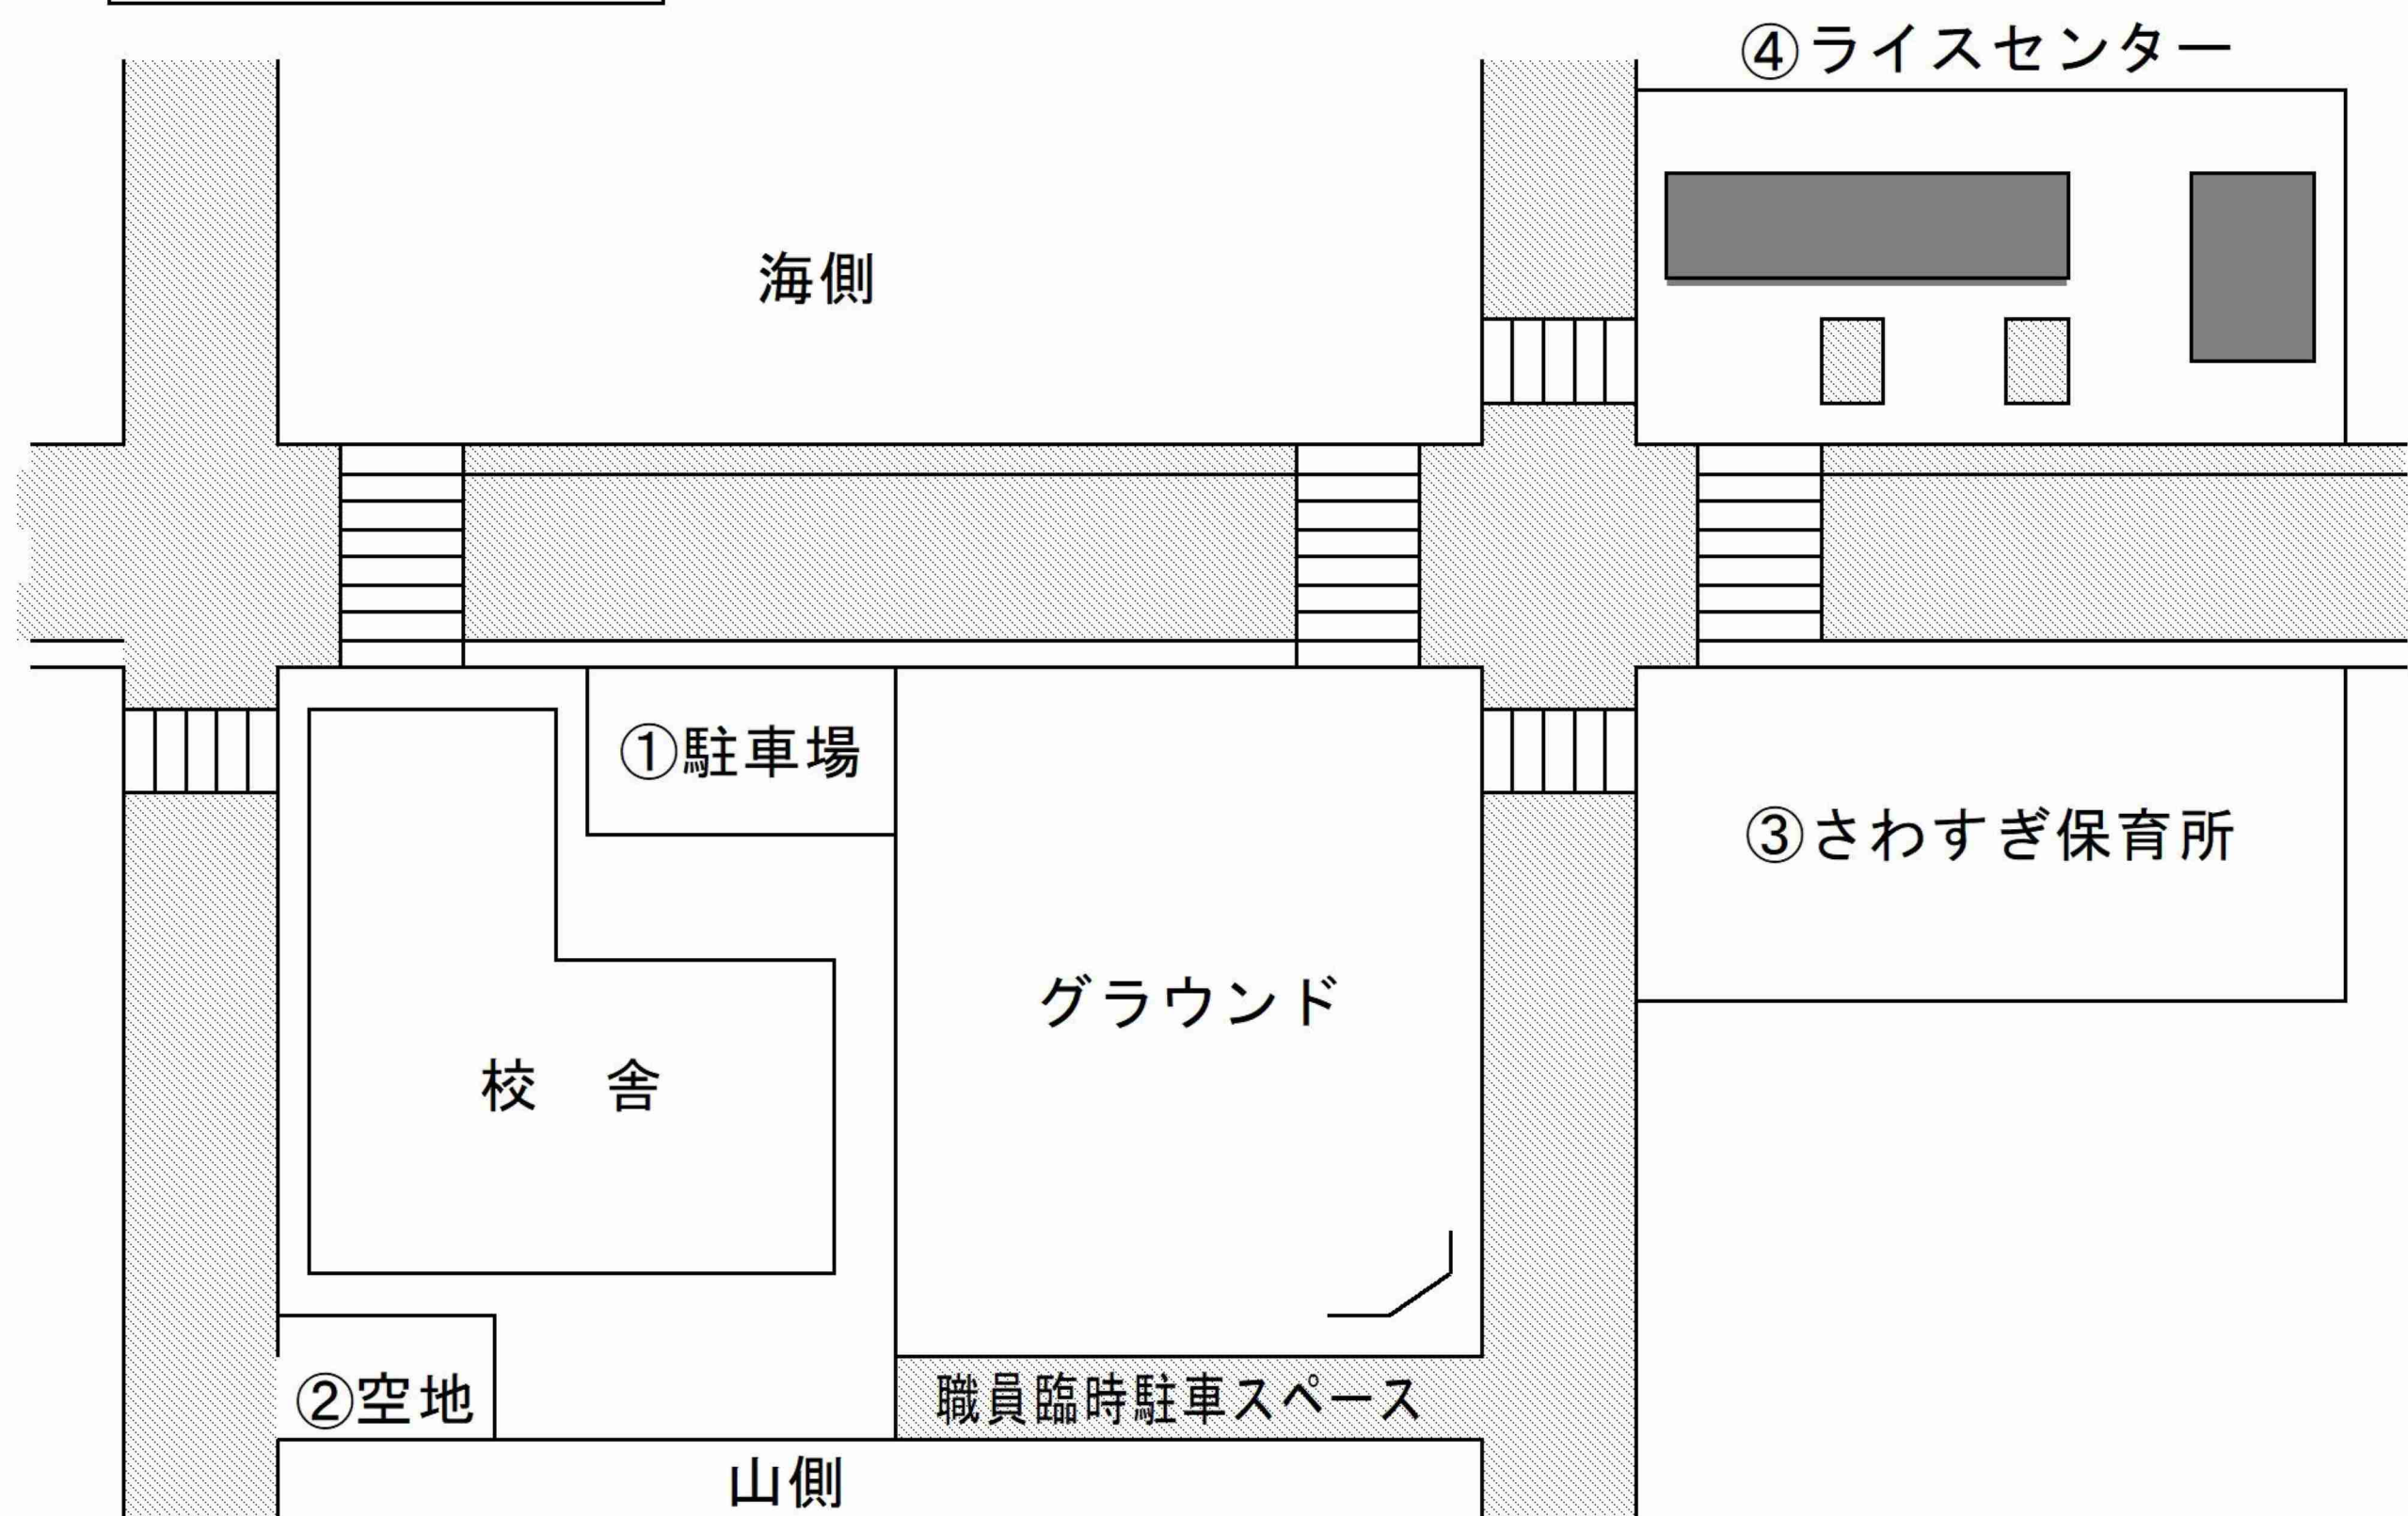 ④ライスセンター
海側
①駐車場
③さわすぎ保育所
グラウンド
校　舎
②空地
職員臨時駐車スペース
山側